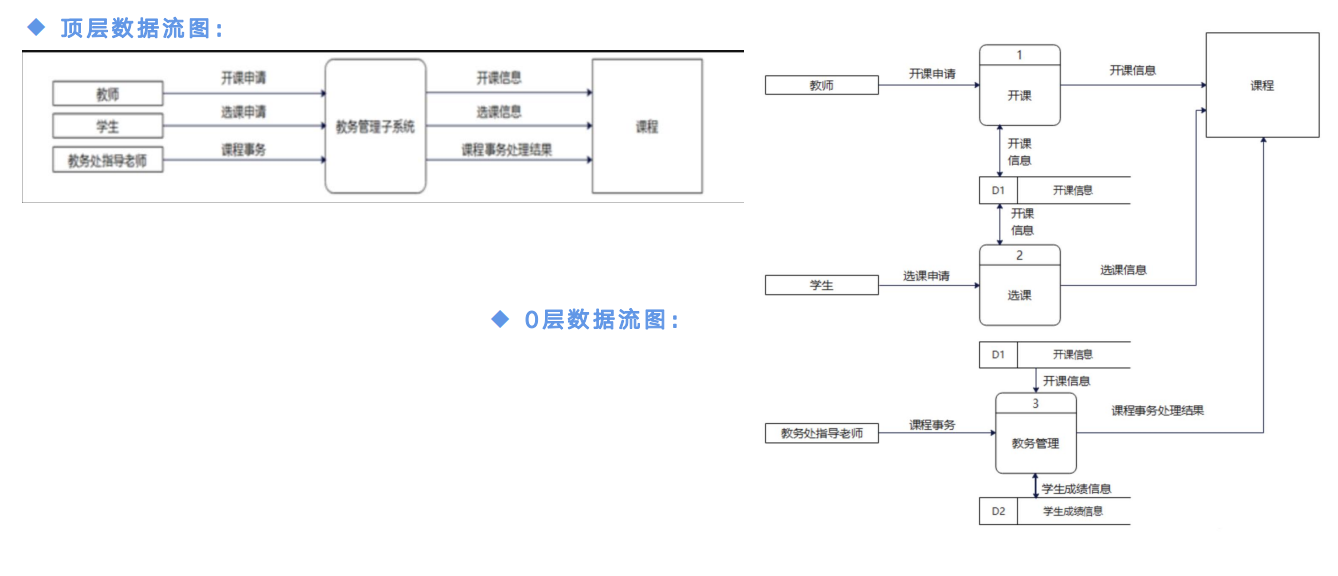 顶层数据流图：
开课申请
开课信息
教师
选课申请
选课信息
学生
教务管理子系统
课程
课程事务
课程事务处理结果
教务处指导老师
0层数据流图：
1
开课申请
开课信息
教师
开课
课程
开课
信息
D1 开课信息
开课
信息
2
选课申请
选课信息
学生
选课
D1 开课信息
开课信息
3
课程事务
课程事务处理结果
教务处指导老师
教务管理
学生成绩信息
D2 学生成绩信息